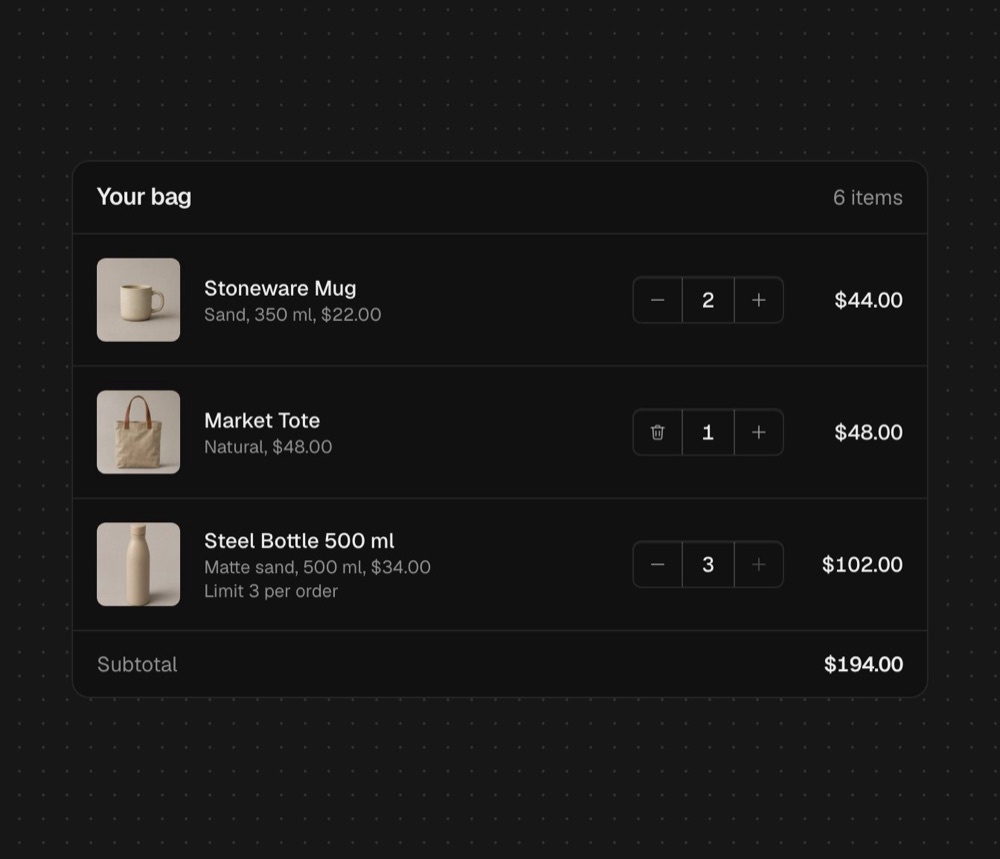 Your bag
6 items
Stoneware Mug
Sand, 350 ml, $22.00
− 2 +
$44.00
Market Tote
Natural, $48.00
1 +
$48.00
Steel Bottle 500 ml
Matte sand, 500 ml, $34.00
Limit 3 per order
− 3 +
$102.00
Subtotal
$194.00